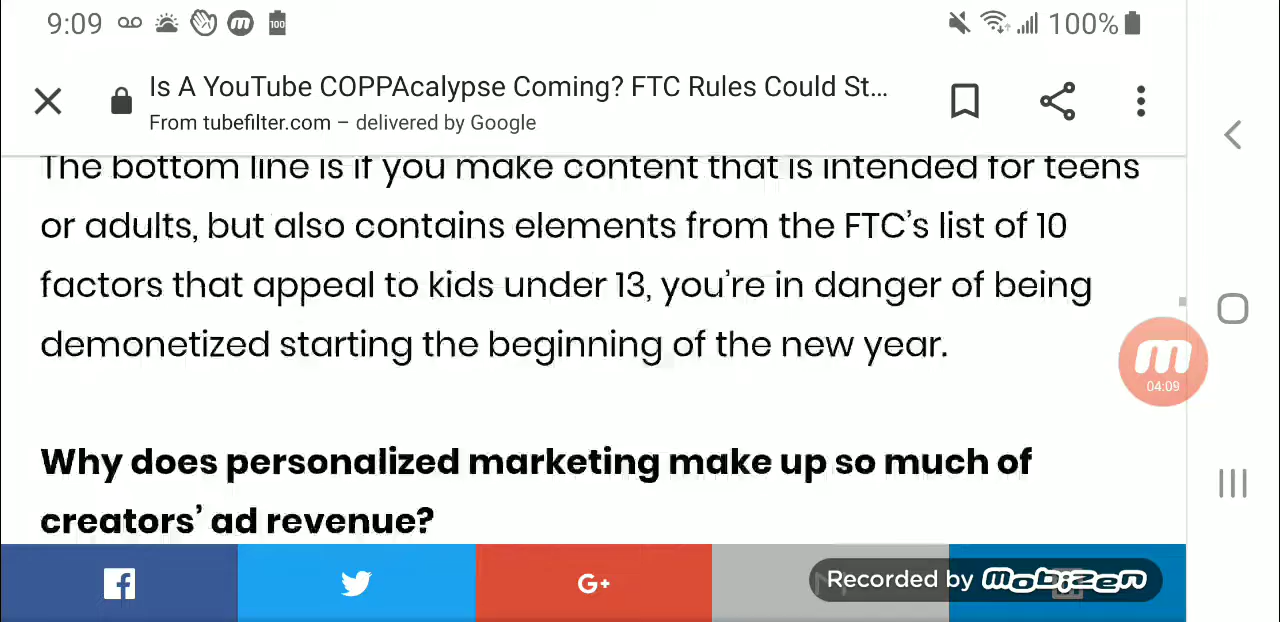 9:09 100 100%
Is A YouTube COPPAcalypse Coming? FTC Rules Could St...
From tubefilter.com – delivered by Google
The bottom line is if you make content that is intended for teens
or adults, but also contains elements from the FTC's list of 10
factors that appeal to kids under 13, you're in danger of being
demonetized starting the beginning of the new year.
m
04:09
Why does personalized marketing make up so much of
creators' ad revenue?
f G+
Recorded by Mobizen